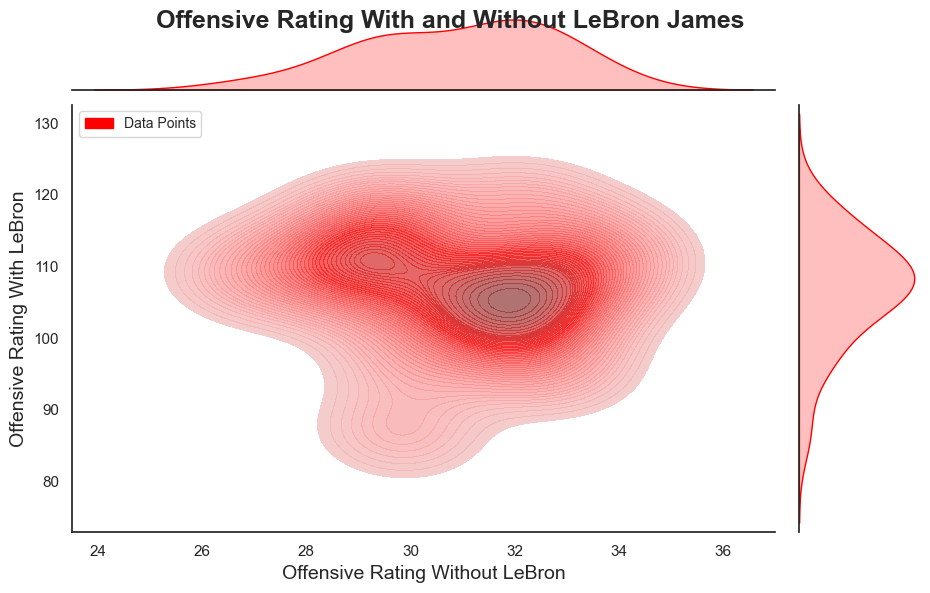 Offensive Rating With and Without LeBron James
Data Points
130
120
110
100
90
80
Offensive Rating With LeBron
24 26 28 30 32 34 36
Offensive Rating Without LeBron